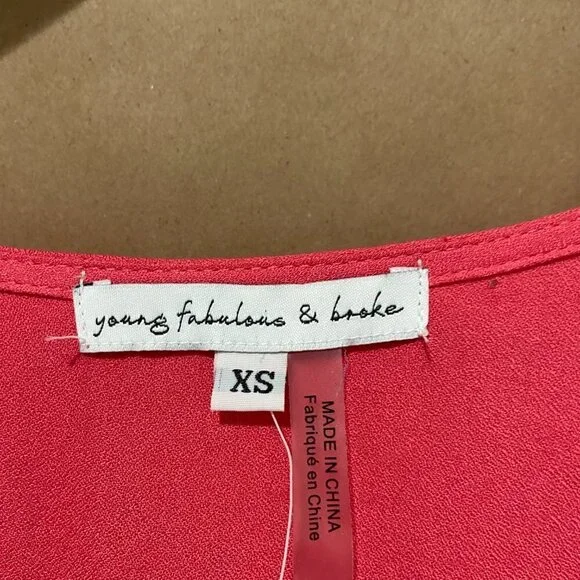 young fabulous & broke
XS
MADE IN CHINA
Fabriqué en Chine